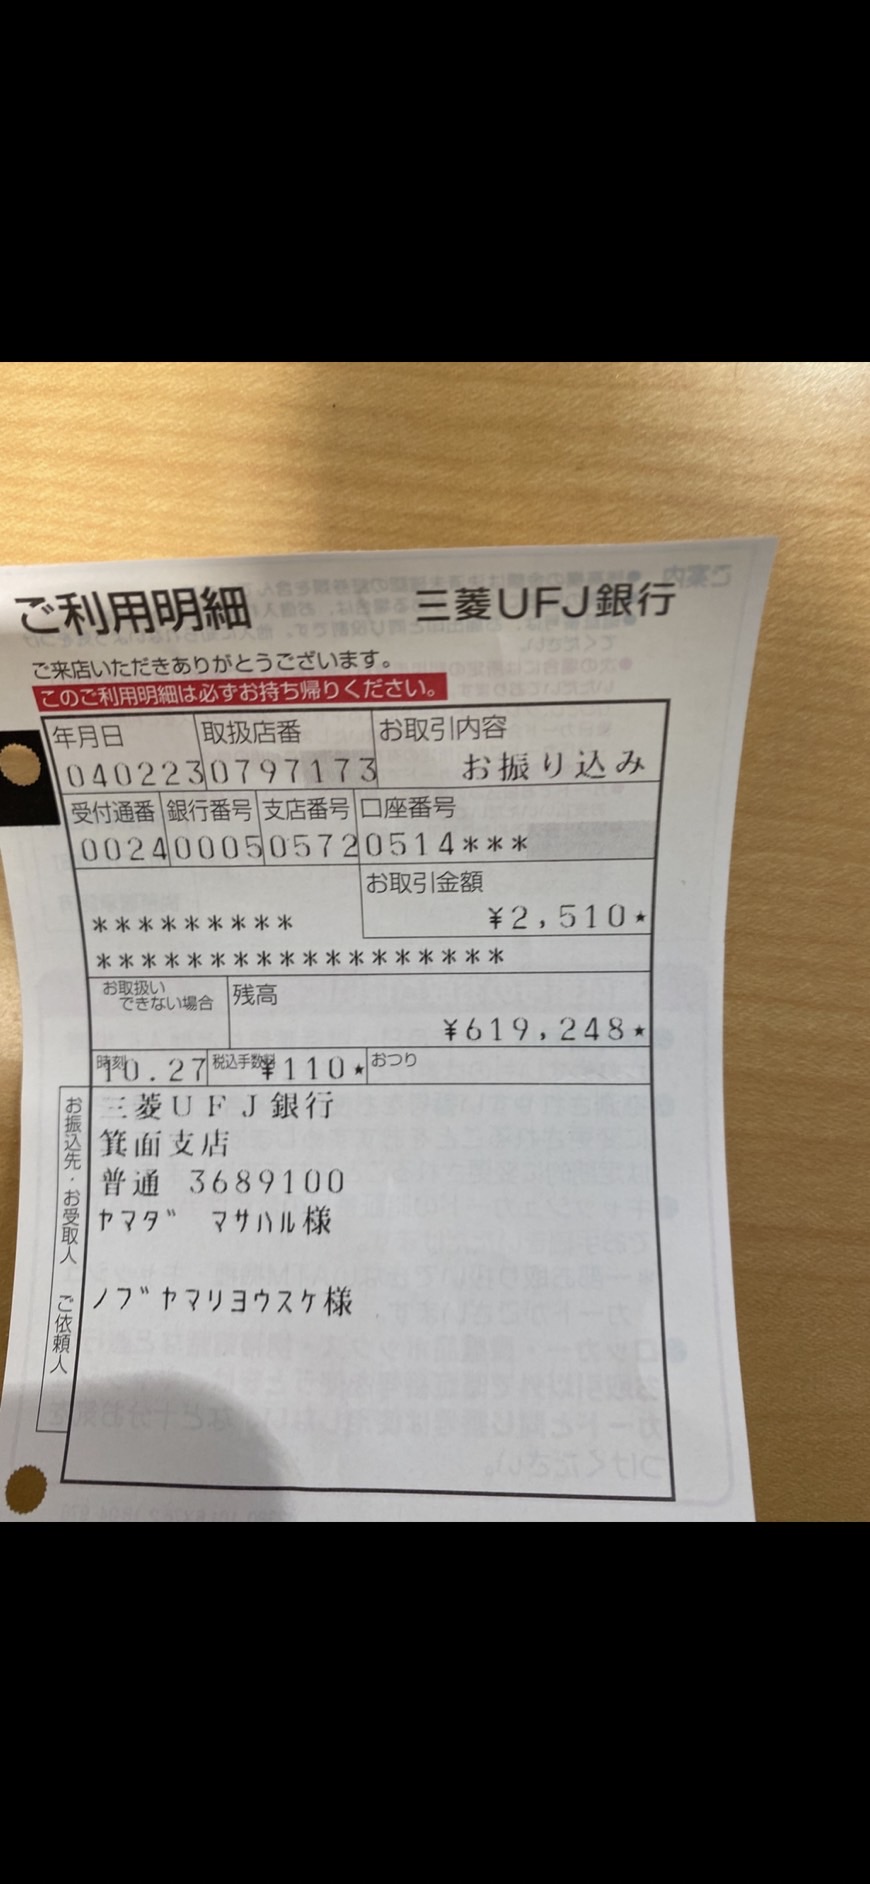 ご利用明細 三菱UFJ銀行
ご来店いただきありがとうございます。
このご利用明細は必ずお持ち帰りください。
年月日 取扱店番 お取引内容
040223 0797173 お振り込み
受付通番 銀行番号 支店番号 口座番号
0024 0005 0572 0514***
お取引金額
********* ¥2,510★
******************
お取扱いできない場合 残高
¥619,248★
時刻 10.27 税込手数料 ¥110★ おつり
お振込先・お受取人 ご依頼人
三菱UFJ銀行
箕面支店
普通 3689100
ヤマダ マサハル様
ノブヤマリヨウスケ様